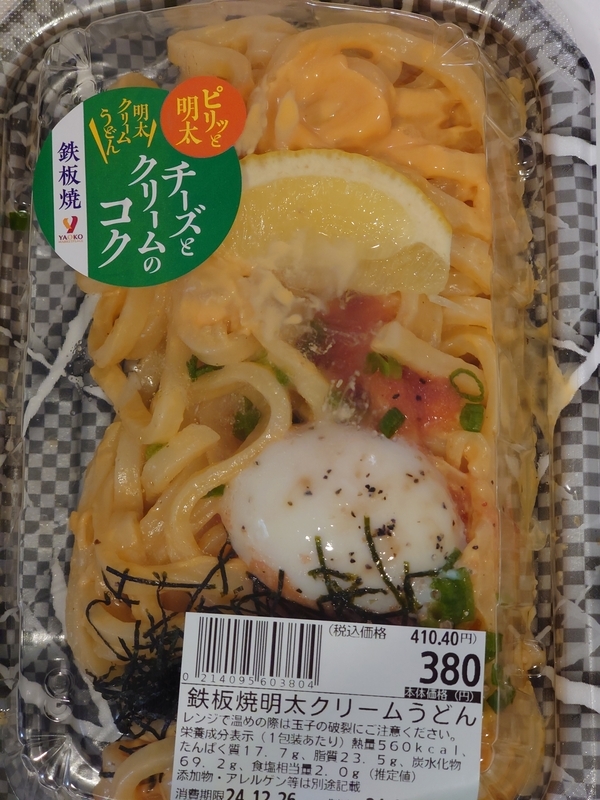 ピリッと
明太
明太
クリーム
うどん
チーズと
クリームの
コク
鉄板焼
YAOKO
(税込価格 410.40円)
380
本体価格(円)
0 214095 603804
鉄板焼明太クリームうどん
レンジで温めの際は玉子の破裂にご注意ください。
栄養成分表示(1包装あたり)熱量560kcal、
たんぱく質17.7g、脂質23.5g、炭水化物
69.2g、食塩相当量2.0g(推定値)
添加物・アレルゲン等は別途記載
消費期限24.12.26